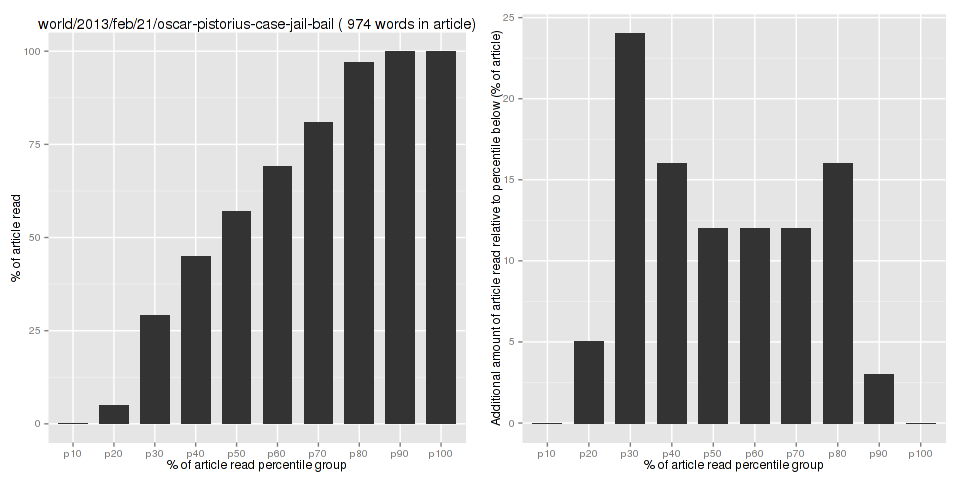 world/2013/feb/21/oscar-pistorius-case-jail-bail ( 974 words in article)
% of article read
100
75
50
25
0
p10 p20 p30 p40 p50 p60 p70 p80 p90 p100
% of article read percentile group
Additional amount of article read relative to percentile below (% of article)
25
20
15
10
5
0
p10 p20 p30 p40 p50 p60 p70 p80 p90 p100
% of article read percentile group